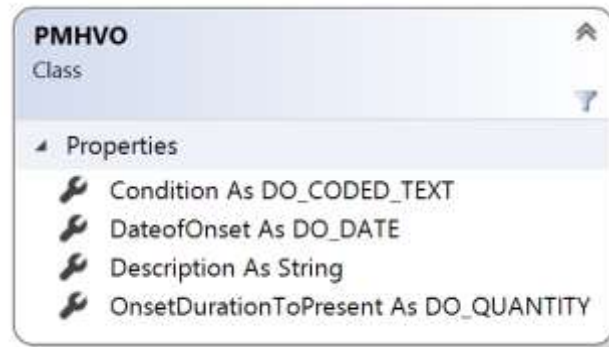 PMHVO
Class
Properties
Condition As DO_CODED_TEXT
DateofOnset As DO_DATE
Description As String
OnsetDurationToPresent As DO_QUANTITY